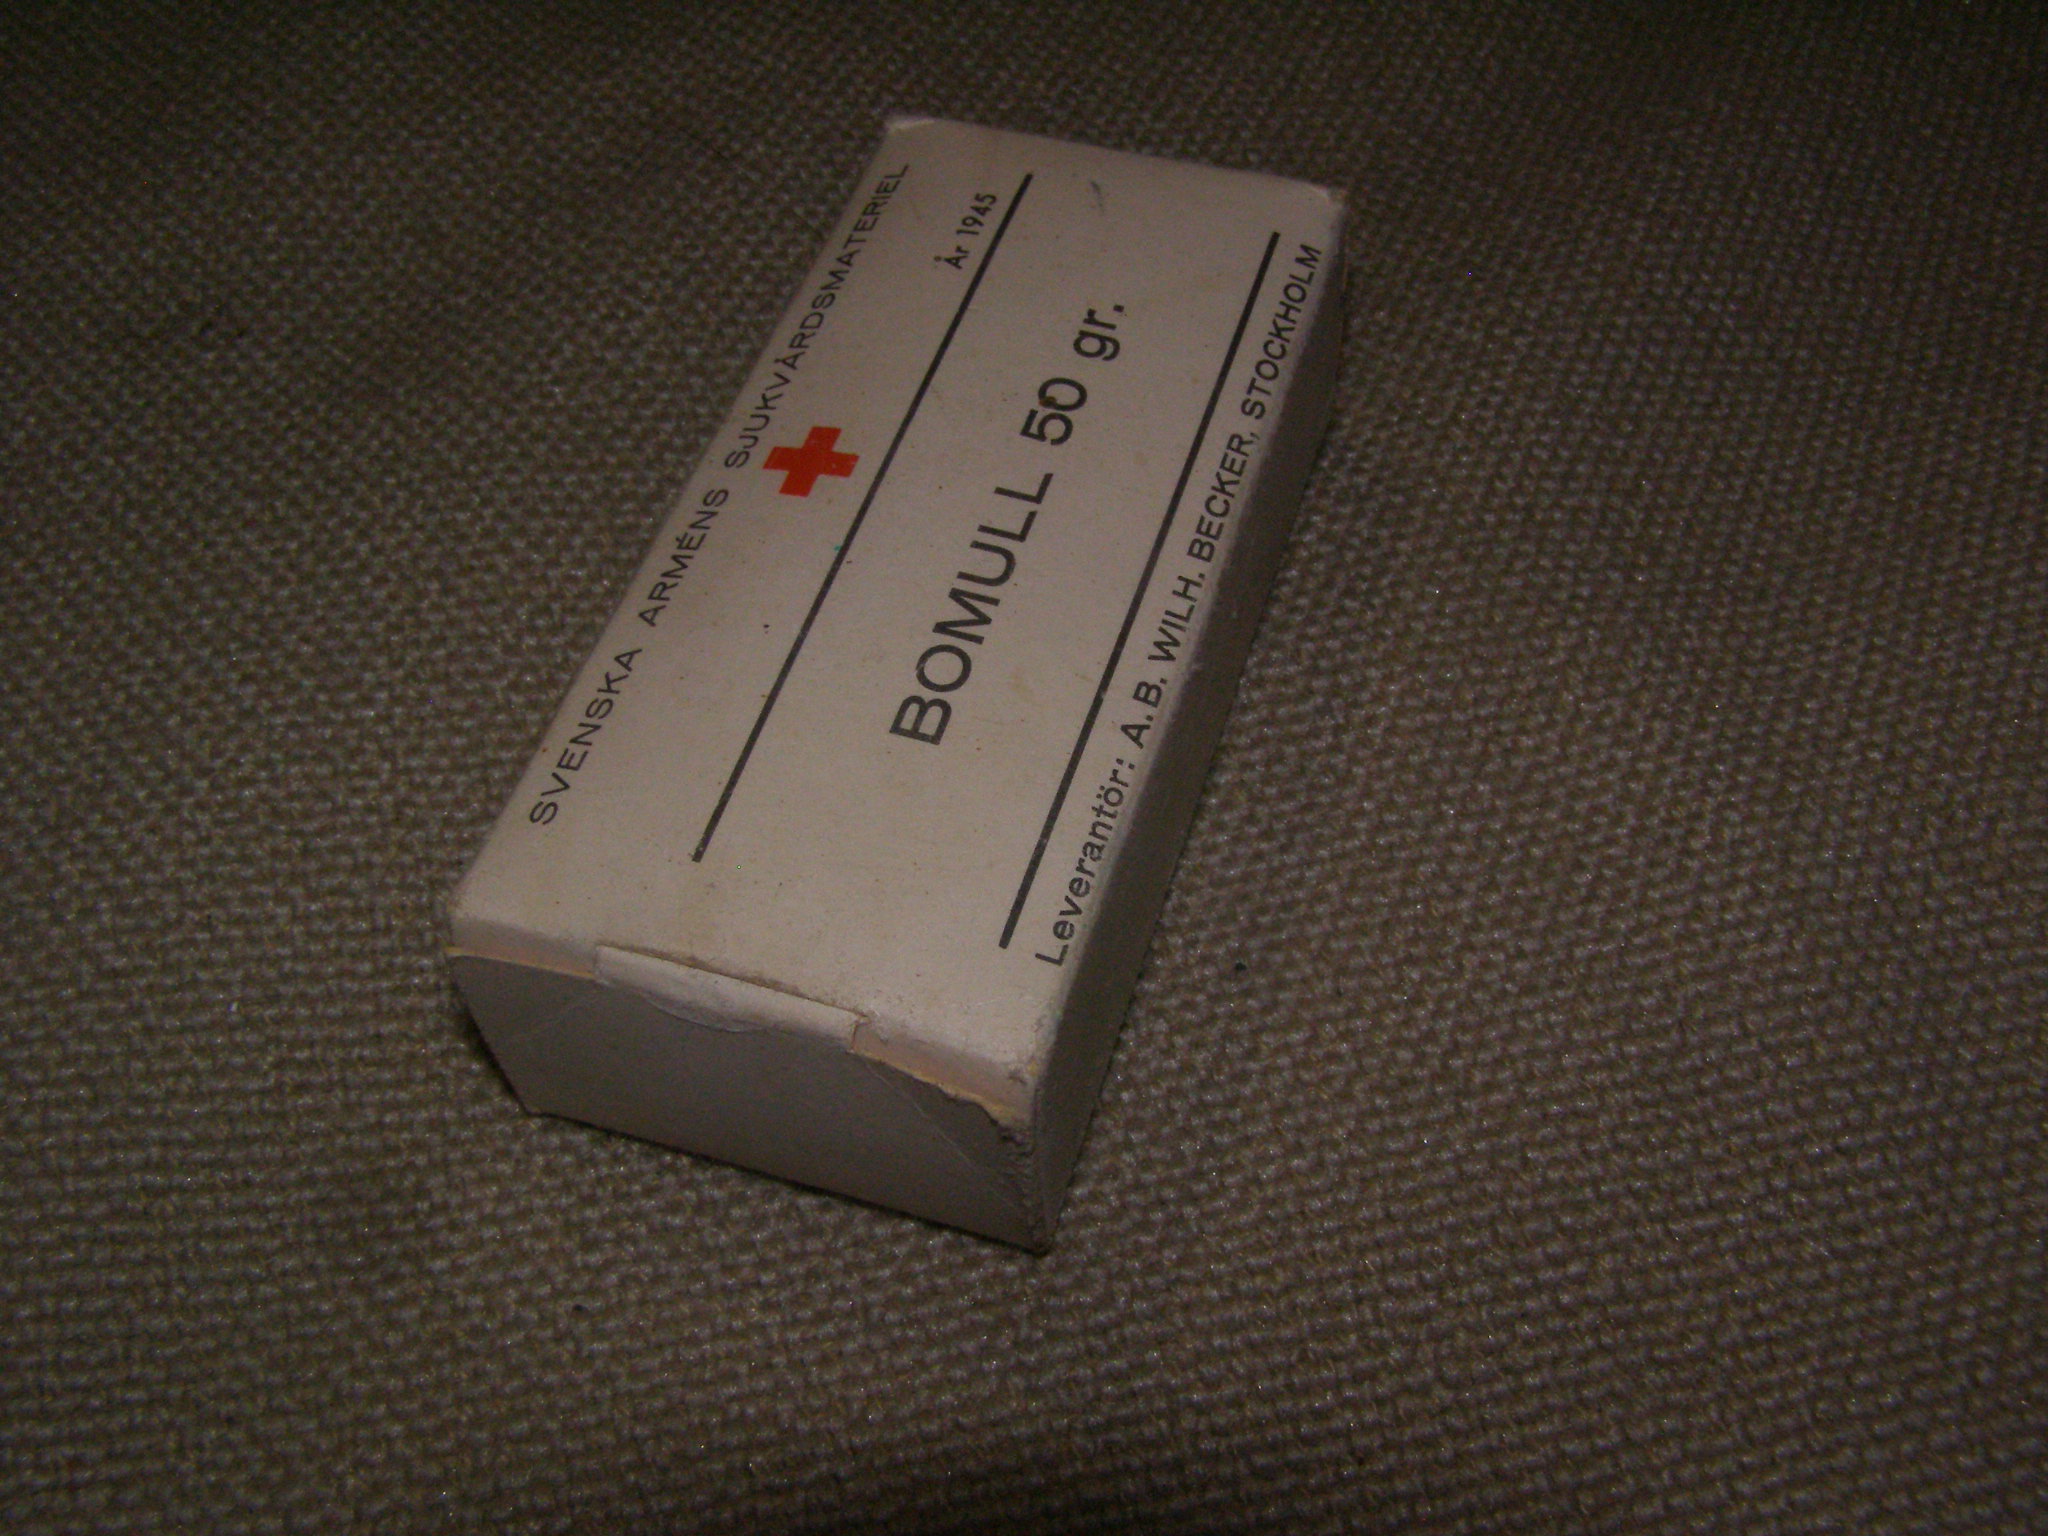 SVENSKA ARMÉNS SJUKVÅRDSMATERIEL
År 1945
BOMULL 50 gr.
Leverantör: A.B. WILH. BECKER, STOCKHOLM